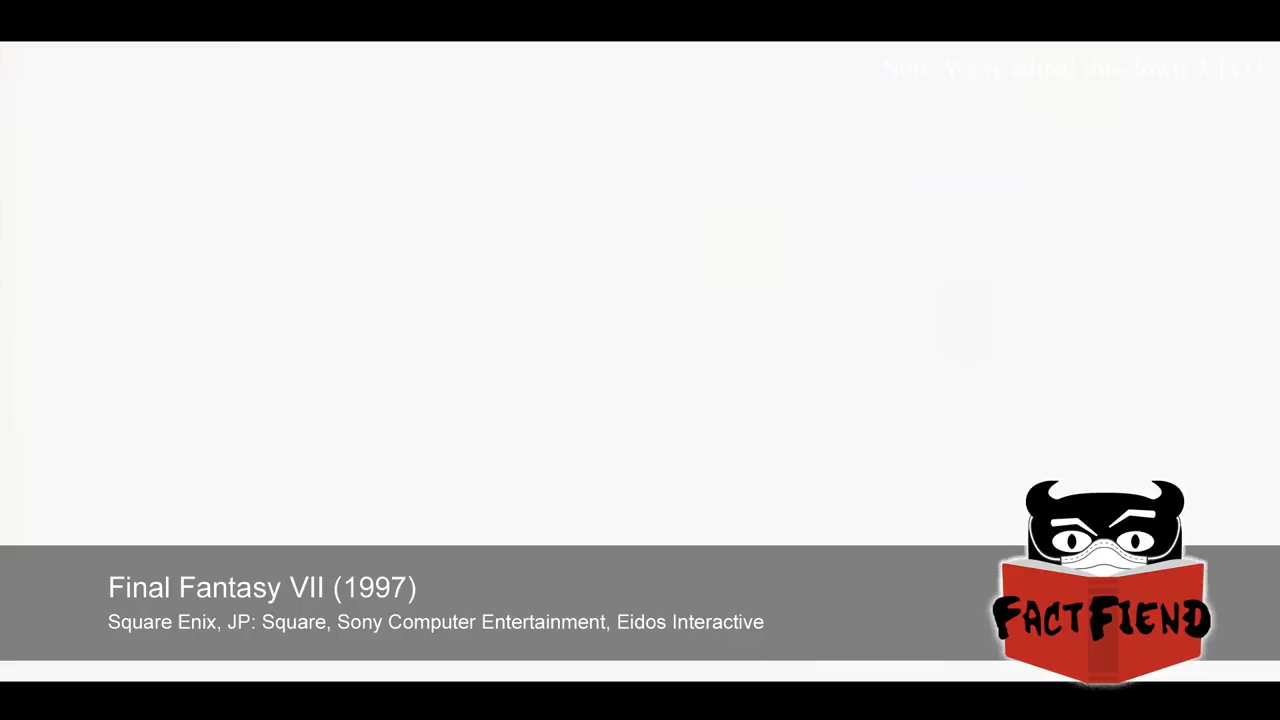 Final Fantasy VII (1997)
Square Enix, JP: Square, Sony Computer Entertainment, Eidos Interactive
FACT FIEND